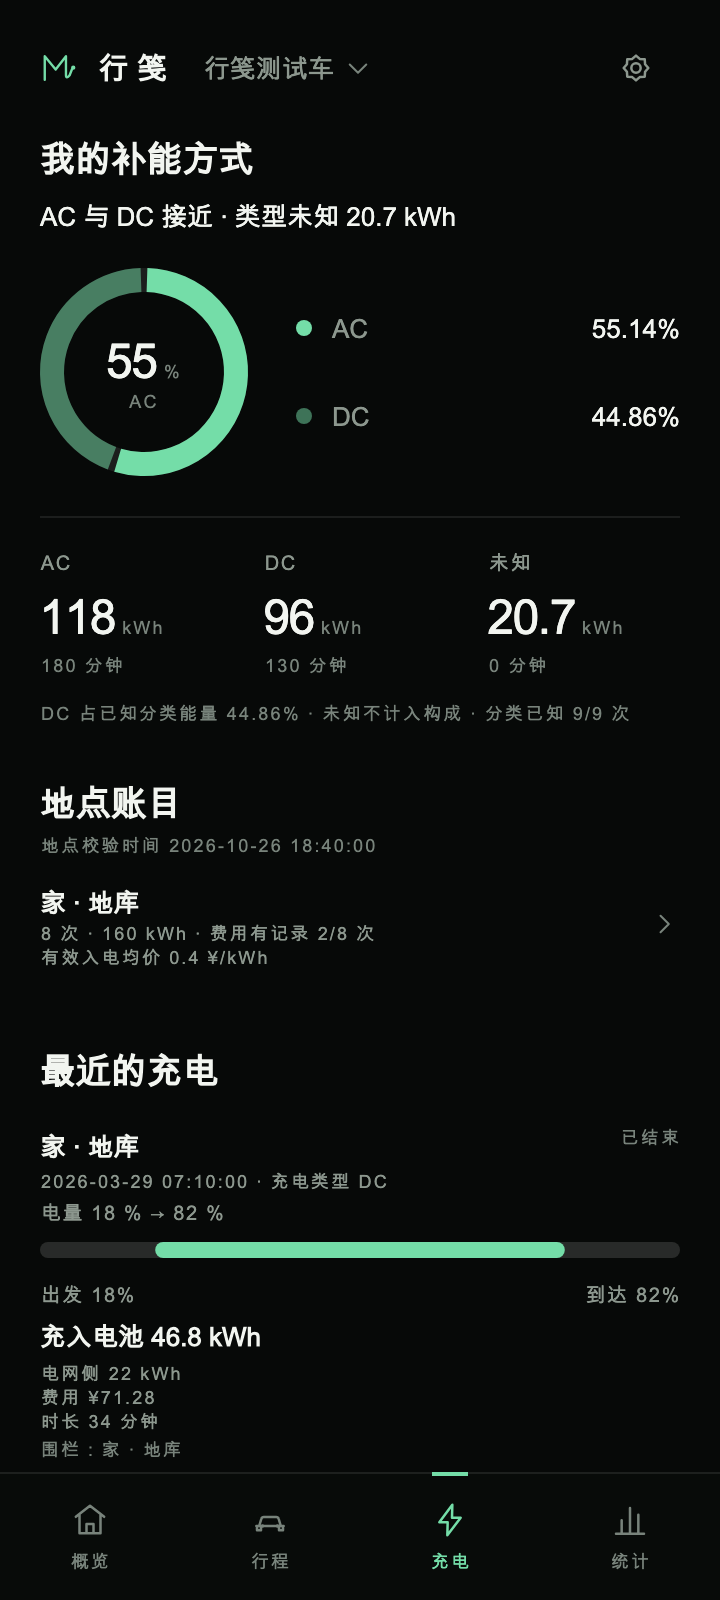 行笺 行笺测试车
我的补能方式
AC 与 DC 接近 · 类型未知 20.7 kWh
55 %
AC
AC 55.14%
DC 44.86%
AC DC 未知
118 kWh 96 kWh 20.7 kWh
180 分钟 130 分钟 0 分钟
DC 占已知分类能量 44.86% · 未知不计入构成 · 分类已知 9/9 次
地点账目
地点校验时间 2026-10-26 18:40:00
家 · 地库
8 次 · 160 kWh · 费用有记录 2/8 次
有效入电均价 0.4 ¥/kWh
最近的充电
家 · 地库 已结束
2026-03-29 07:10:00 · 充电类型 DC
电量 18 % → 82 %
出发 18% 到达 82%
充入电池 46.8 kWh
电网侧 22 kWh
费用 ¥71.28
时长 34 分钟
围栏：家 · 地库
概览 行程 充电 统计